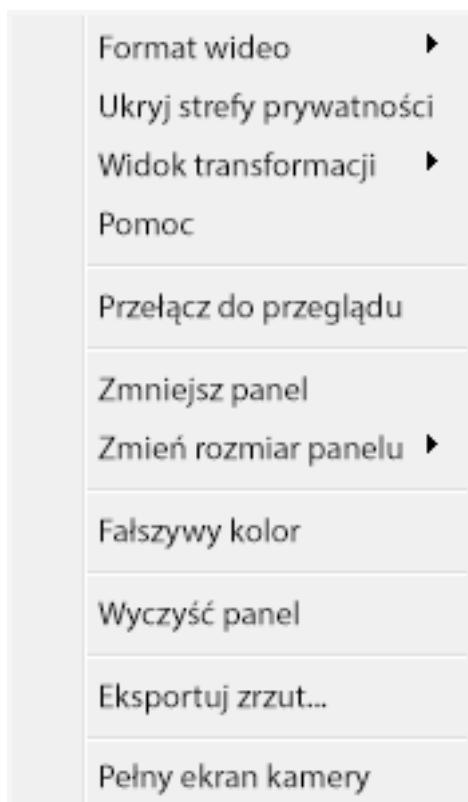 Format wideo
Ukryj strefy prywatności
Widok transformacji
Pomoc
Przełącz do przeglądu
Zmniejsz panel
Zmień rozmiar panelu
Fałszywy kolor
Wyczyść panel
Eksportuj zrzut...
Pełny ekran kamery